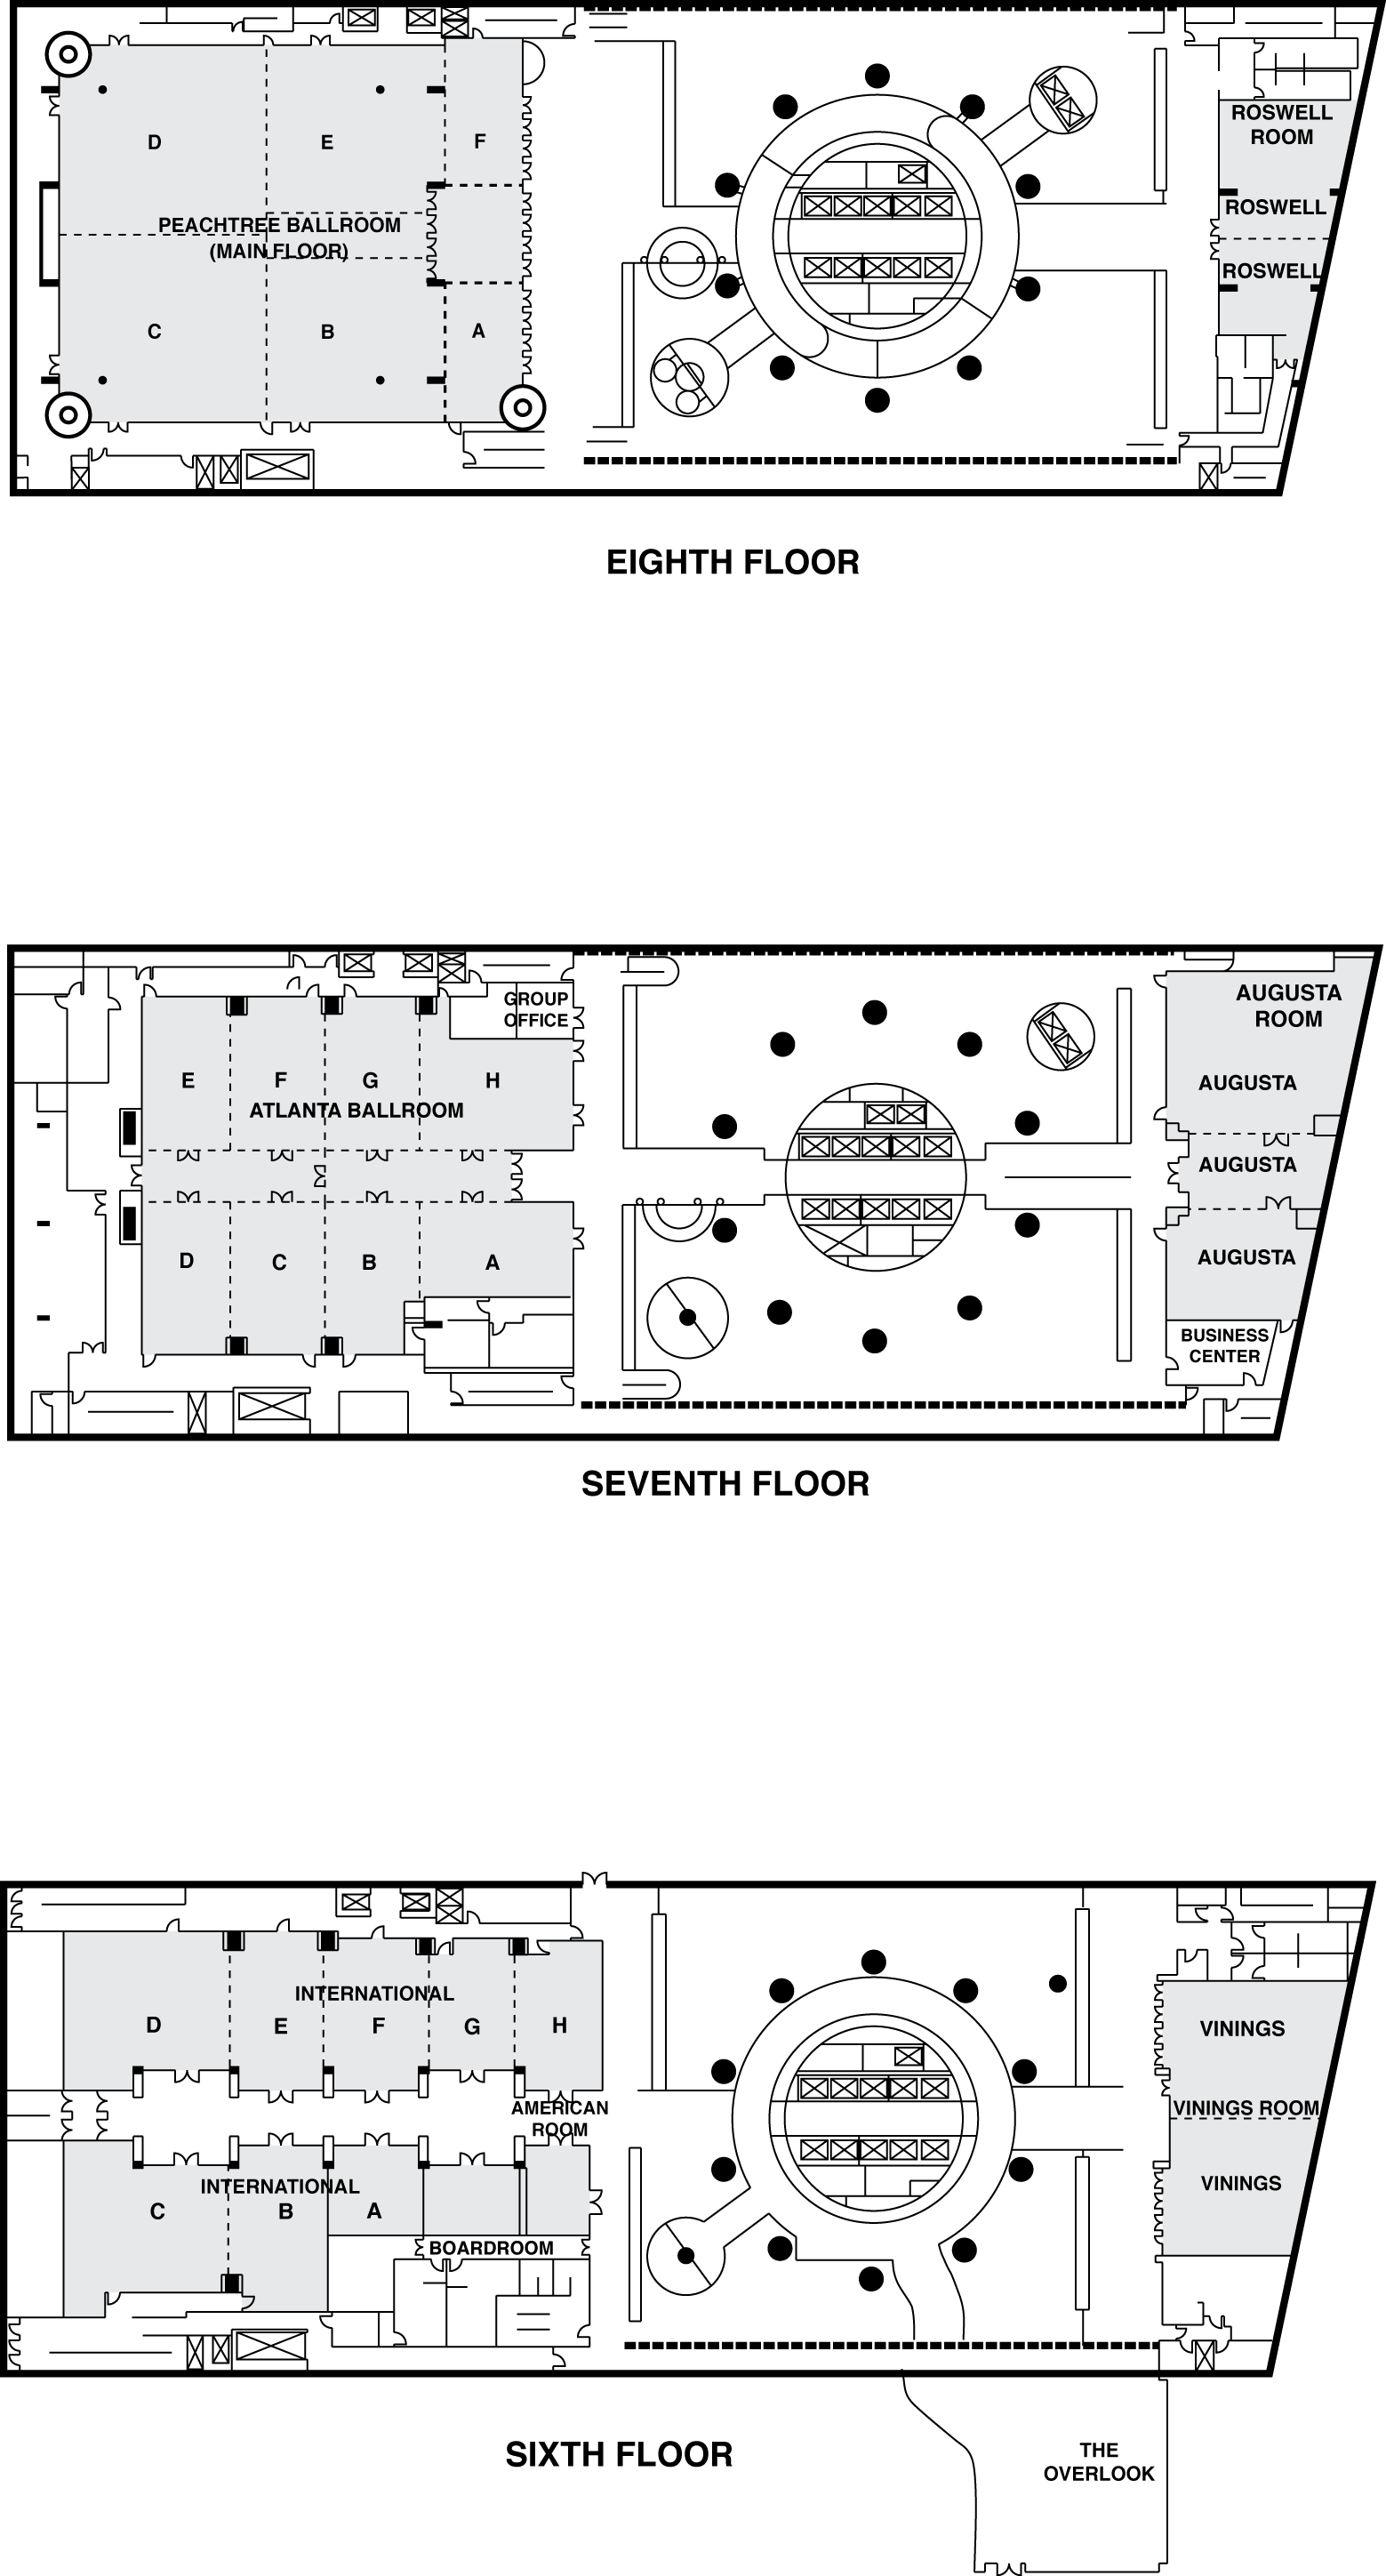 ROSWELL
ROOM
D
E
F
ROSWELL
PEACHTREE BALLROOM
(MAIN FLOOR)
ROSWELL
C
B
A
EIGHTH FLOOR
GROUP
OFFICE
AUGUSTA
ROOM
E
F
G
H
AUGUSTA
ATLANTA BALLROOM
AUGUSTA
D
C
B
A
AUGUSTA
BUSINESS
CENTER
SEVENTH FLOOR
INTERNATIONAL
D
E
F
G
H
VININGS
AMERICAN
ROOM
VININGS ROOM
INTERNATIONAL
C
B
A
VININGS
BOARDROOM
SIXTH FLOOR
THE
OVERLOOK